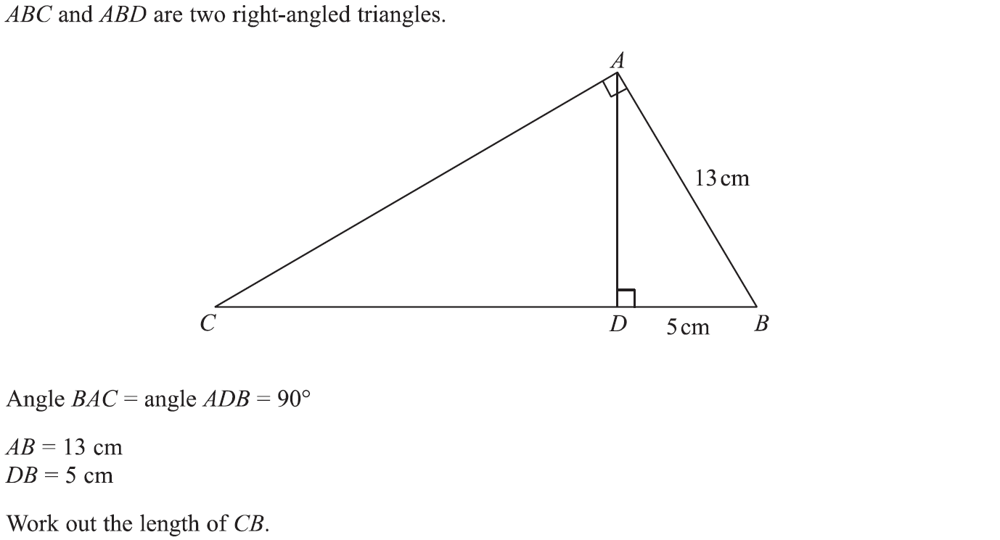 ABC and ABD are two right-angled triangles.
A
13 cm
C
D
5 cm
B
Angle BAC = angle ADB = 90°
AB = 13 cm
DB = 5 cm
Work out the length of CB.